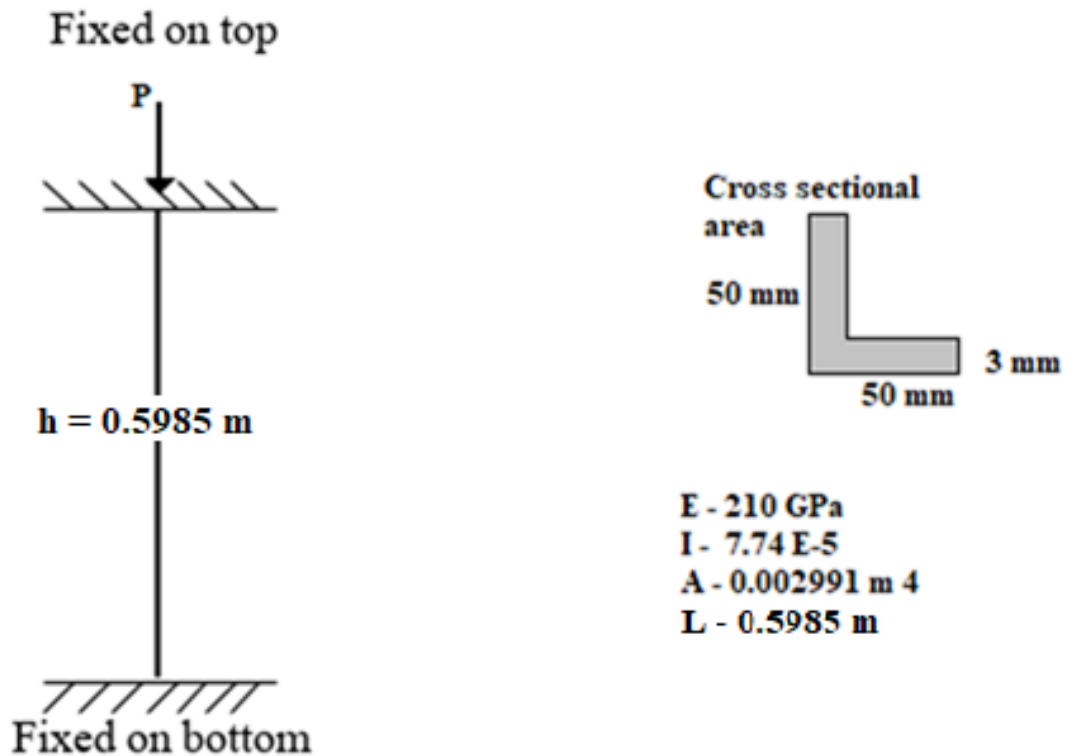 Fixed on top
P
h = 0.5985 m
Fixed on bottom
Cross sectional
area
50 mm
3 mm
50 mm
E - 210 GPa
I - 7.74 E-5
A - 0.002991 m 4
L - 0.5985 m